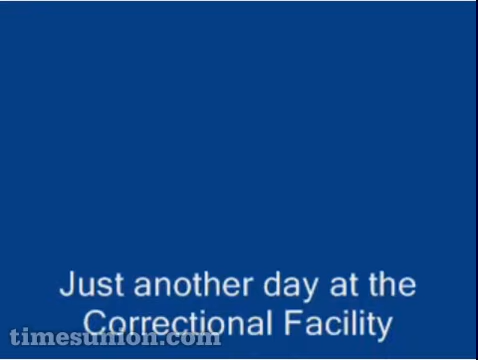 Just another day at the
Correctional Facility
timesunion.com